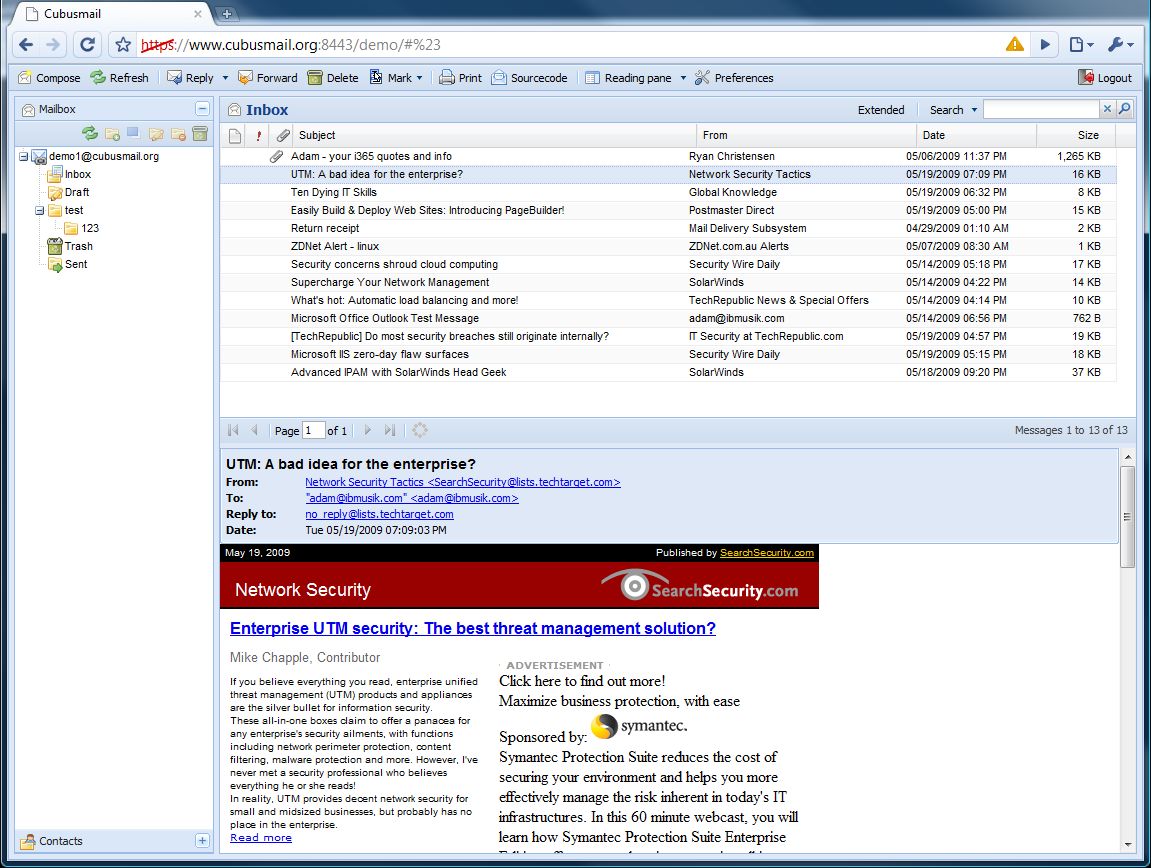 Cubusmail
https://www.cubusmail.org:8443/demo/#%23
Compose Refresh Reply Forward Delete Mark Print Sourcecode Reading pane Preferences Logout
Mailbox
demo1@cubusmail.org
Inbox
Draft
test
123
Trash
Sent
Contacts
Inbox Extended Search
! Subject From Date Size
Adam - your i365 quotes and info Ryan Christensen 05/06/2009 11:37 PM 1,265 KB
UTM: A bad idea for the enterprise? Network Security Tactics 05/19/2009 07:09 PM 16 KB
Ten Dying IT Skills Global Knowledge 05/19/2009 06:32 PM 8 KB
Easily Build & Deploy Web Sites: Introducing PageBuilder! Postmaster Direct 05/19/2009 05:00 PM 15 KB
Return receipt Mail Delivery Subsystem 04/29/2009 01:10 AM 2 KB
ZDNet Alert - linux ZDNet.com.au Alerts 05/07/2009 08:30 AM 1 KB
Security concerns shroud cloud computing Security Wire Daily 05/14/2009 05:18 PM 17 KB
Supercharge Your Network Management SolarWinds 05/14/2009 04:22 PM 14 KB
What's hot: Automatic load balancing and more! TechRepublic News & Special Offers 05/14/2009 04:14 PM 10 KB
Microsoft Office Outlook Test Message adam@ibmusik.com 05/14/2009 06:56 PM 762 B
[TechRepublic] Do most security breaches still originate internally? IT Security at TechRepublic.com 05/19/2009 04:57 PM 19 KB
Microsoft IIS zero-day flaw surfaces Security Wire Daily 05/19/2009 05:15 PM 18 KB
Advanced IPAM with SolarWinds Head Geek SolarWinds 05/18/2009 09:20 PM 37 KB
Page 1 of 1 Messages 1 to 13 of 13
UTM: A bad idea for the enterprise?
From: Network Security Tactics <SearchSecurity@lists.techtarget.com>
To: "adam@ibmusik.com" <adam@ibmusik.com>
Reply to: no_reply@lists.techtarget.com
Date: Tue 05/19/2009 07:09:03 PM
May 19, 2009 Published by SearchSecurity.com
Network Security SearchSecurity.com
Enterprise UTM security: The best threat management solution?
Mike Chapple, Contributor
If you believe everything you read, enterprise unified
threat management (UTM) products and appliances
are the silver bullet for information security.
These all-in-one boxes claim to offer a panacea for
any enterprise's security ailments, with functions
including network perimeter protection, content
filtering, malware protection and more. However, I've
never met a security professional who believes
everything he or she reads!
In reality, UTM provides decent network security for
small and midsized businesses, but probably has no
place in the enterprise.
Read more
ADVERTISEMENT
Click here to find out more!
Maximize business protection, with ease
Sponsored by: symantec.
Symantec Protection Suite reduces the cost of
securing your environment and helps you more
effectively manage the risk inherent in today's IT
infrastructures. In this 60 minute webcast, you will
learn how Symantec Protection Suite Enterprise